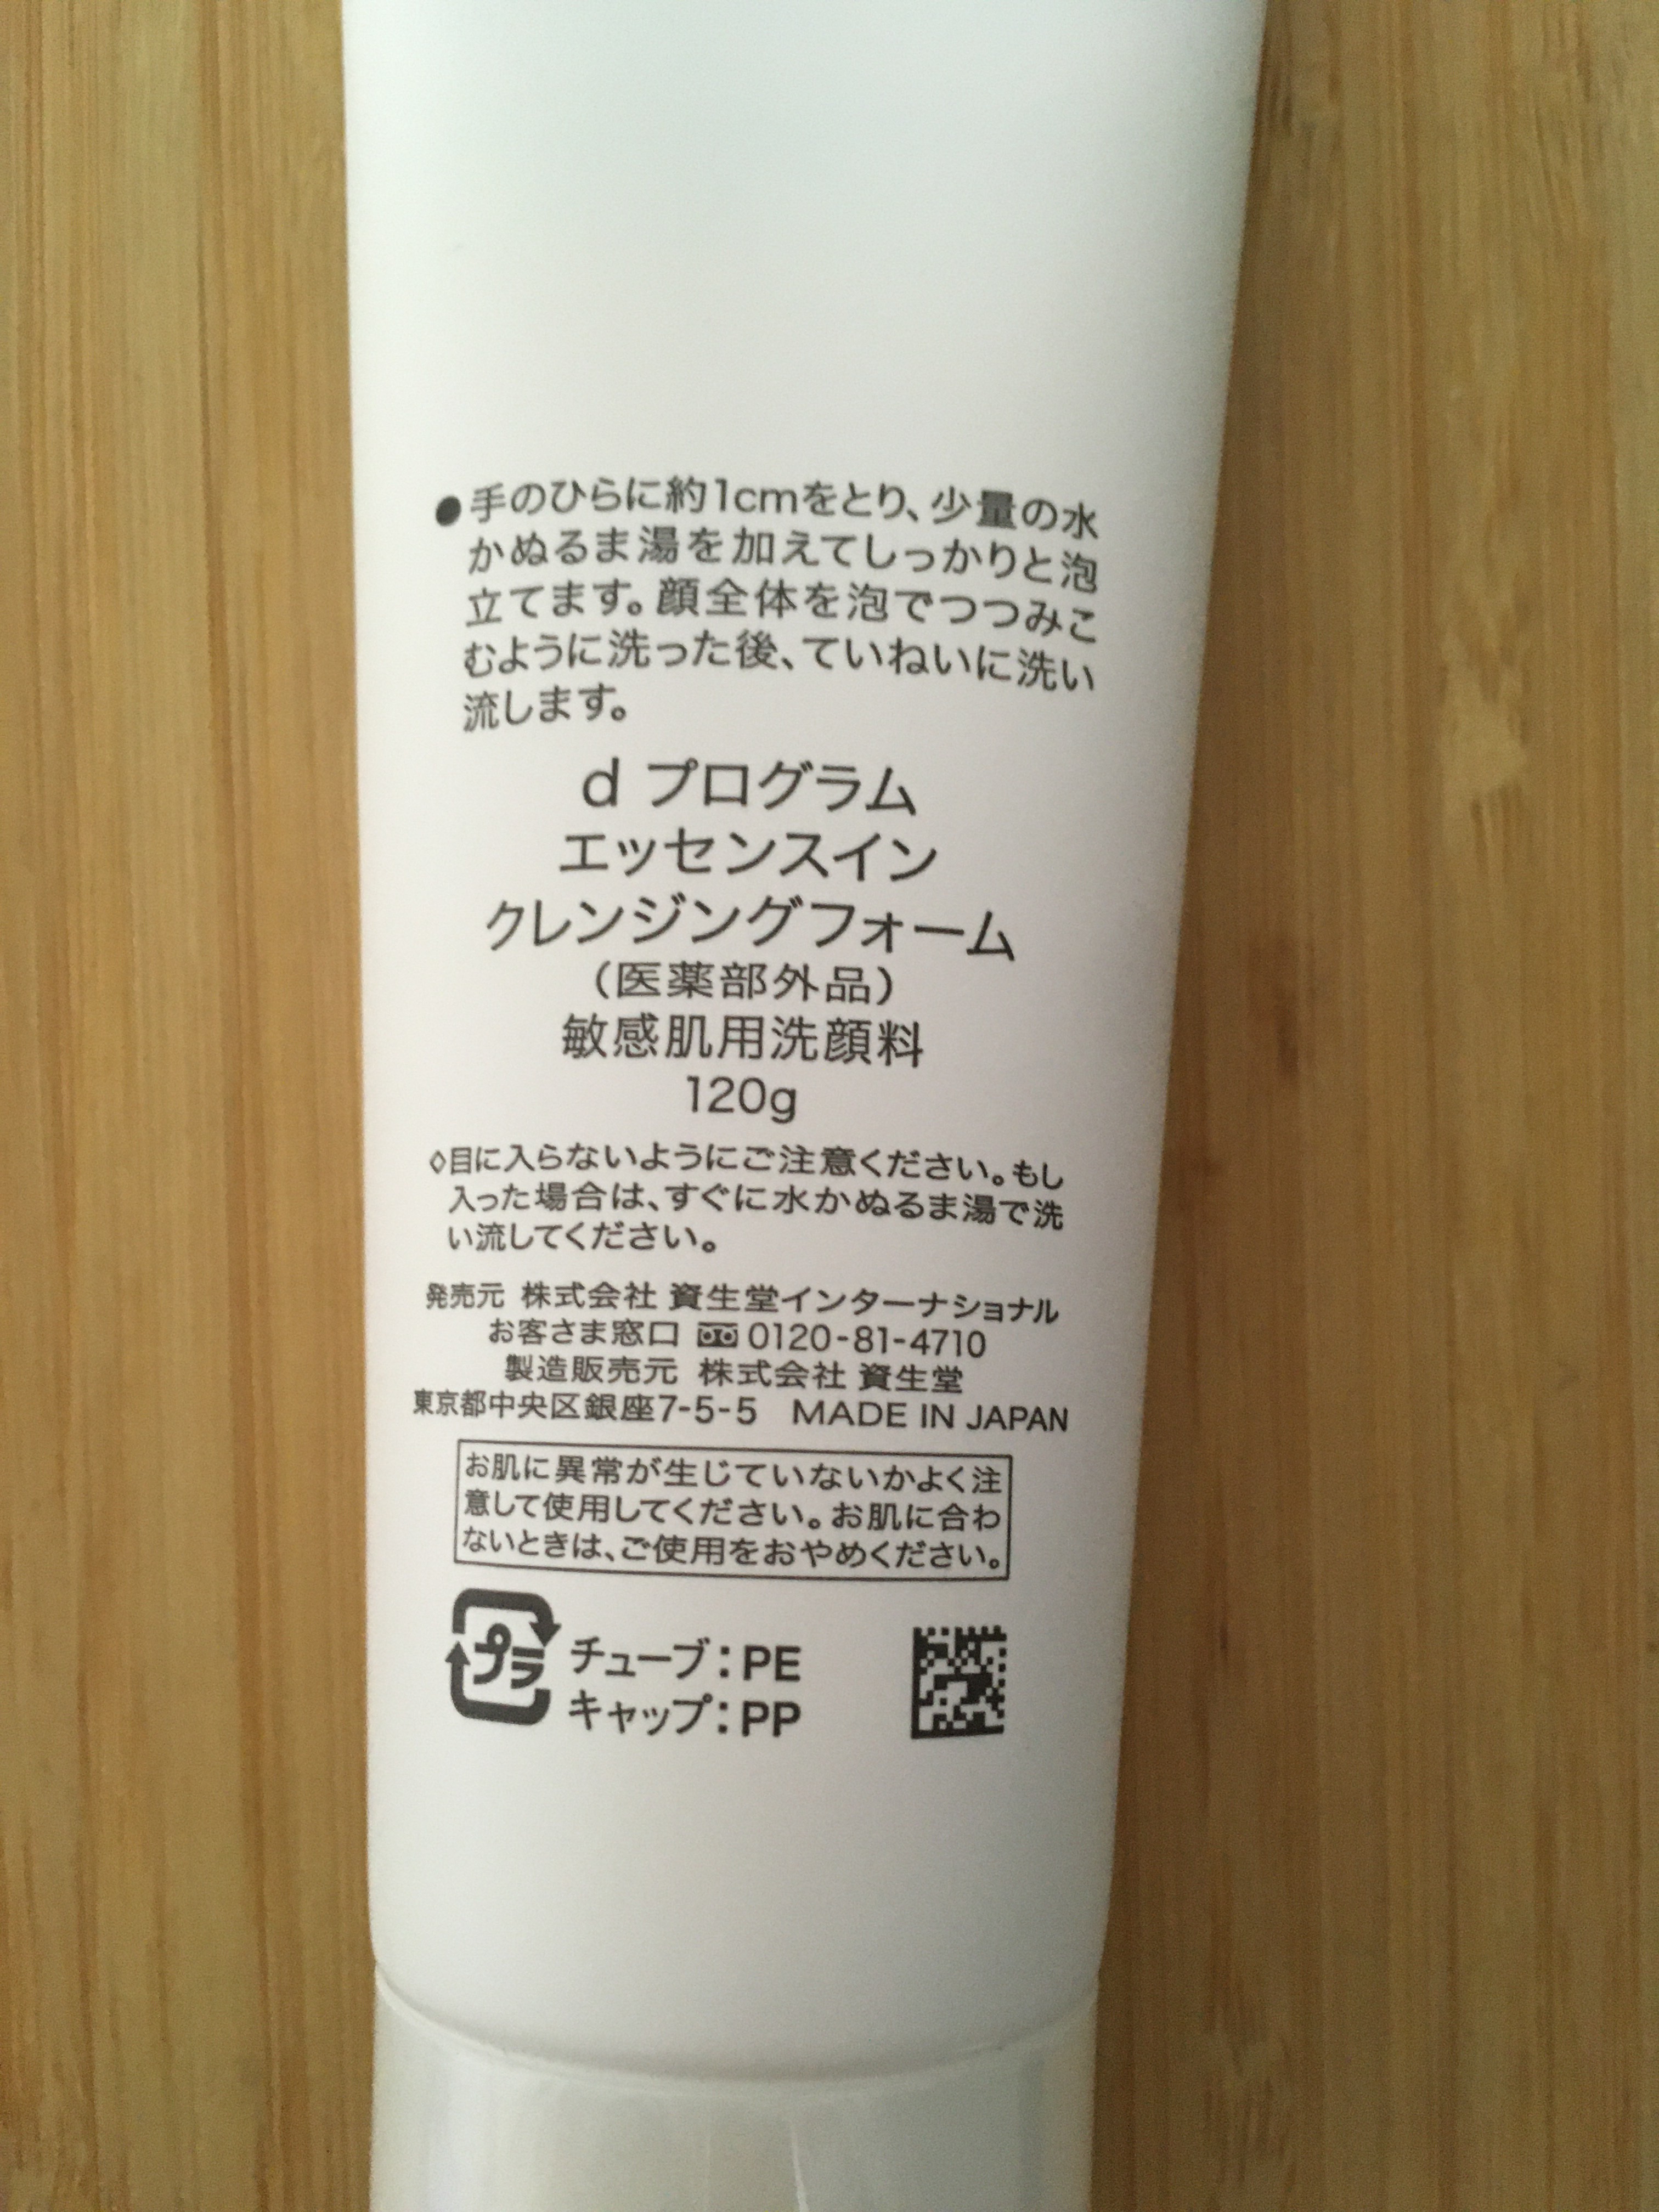 ●手のひらに約1cmをとり、少量の水
かぬるま湯を加えてしっかりと泡
立てます。顔全体を泡でつつみこ
むように洗った後、ていねいに洗い
流します。
d プログラム
エッセンスイン
クレンジングフォーム
(医薬部外品)
敏感肌用洗顔料
120g
◊目に入らないようにご注意ください。もし
入った場合は、すぐに水かぬるま湯で洗
い流してください。
発売元 株式会社 資生堂インターナショナル
お客さま窓口 0120-81-4710
製造販売元 株式会社 資生堂
東京都中央区銀座7-5-5 MADE IN JAPAN
お肌に異常が生じていないかよく注
意して使用してください。お肌に合わ
ないときは、ご使用をおやめください。
プラ
チューブ:PE
キャップ:PP